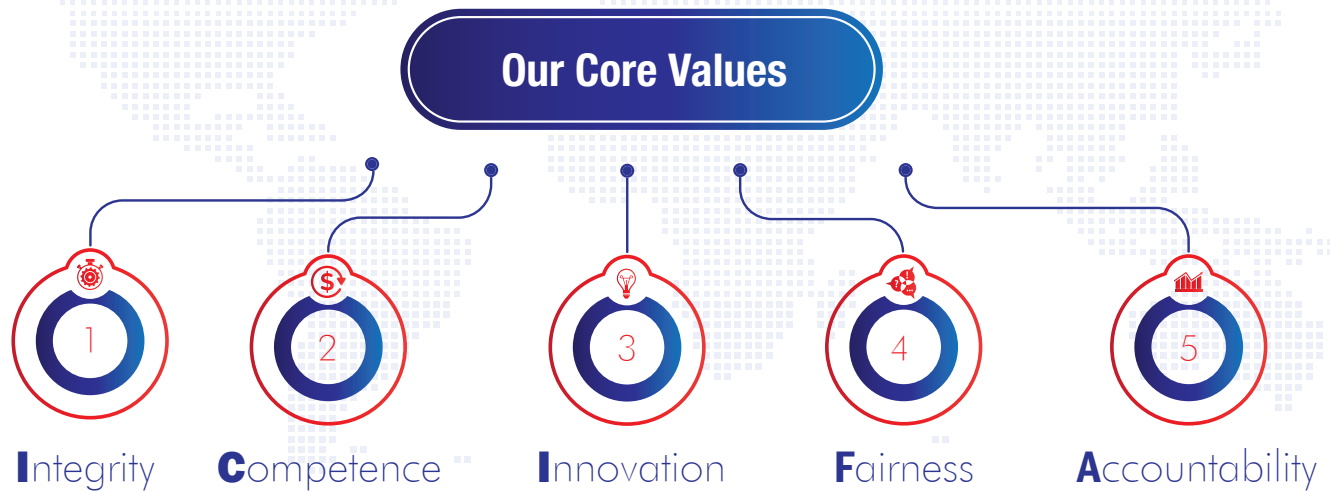 Our Core Values
1
2
3
4
5
Integrity
Competence
Innovation
Fairness
Accountability